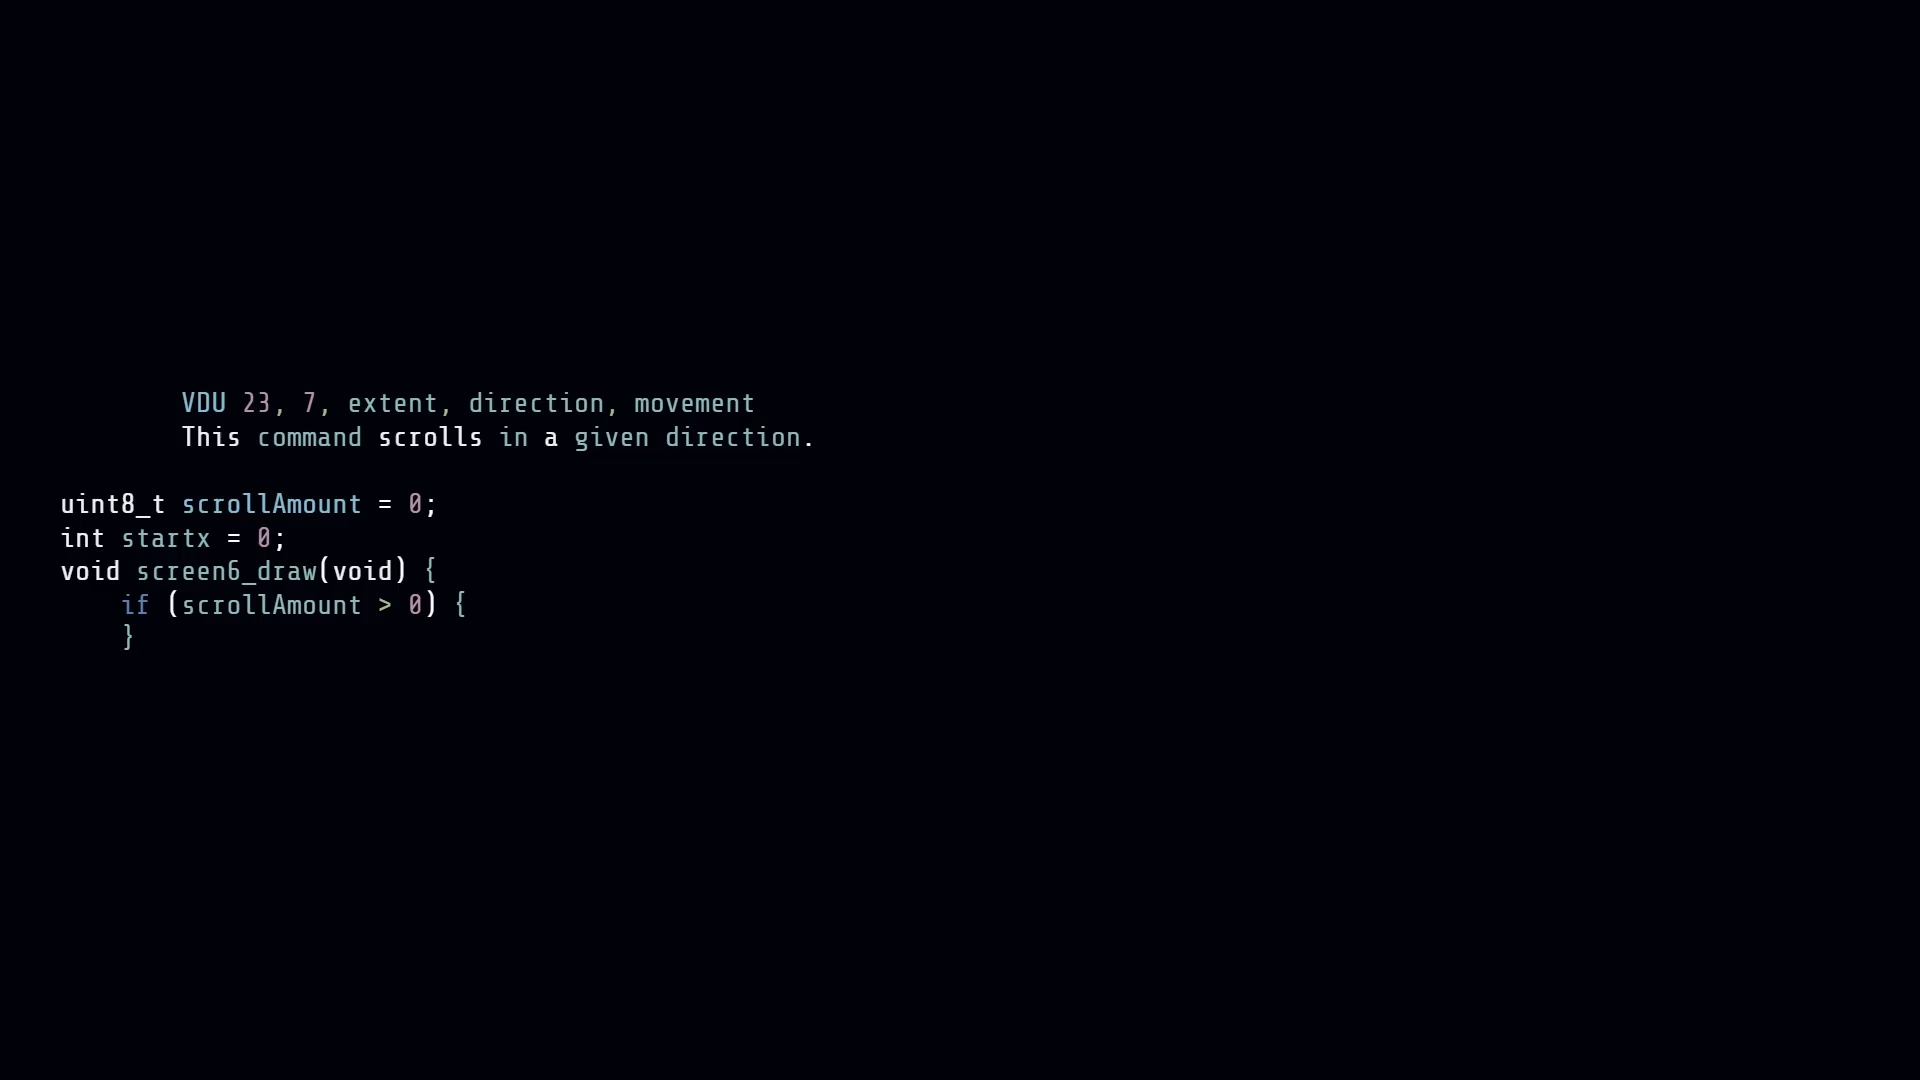 VDU 23, 7, extent, direction, movement
This command scrolls in a given direction.
uint8_t scrollAmount = 0;
int startx = 0;
void screen6_draw(void) {
if (scrollAmount > 0) {
}